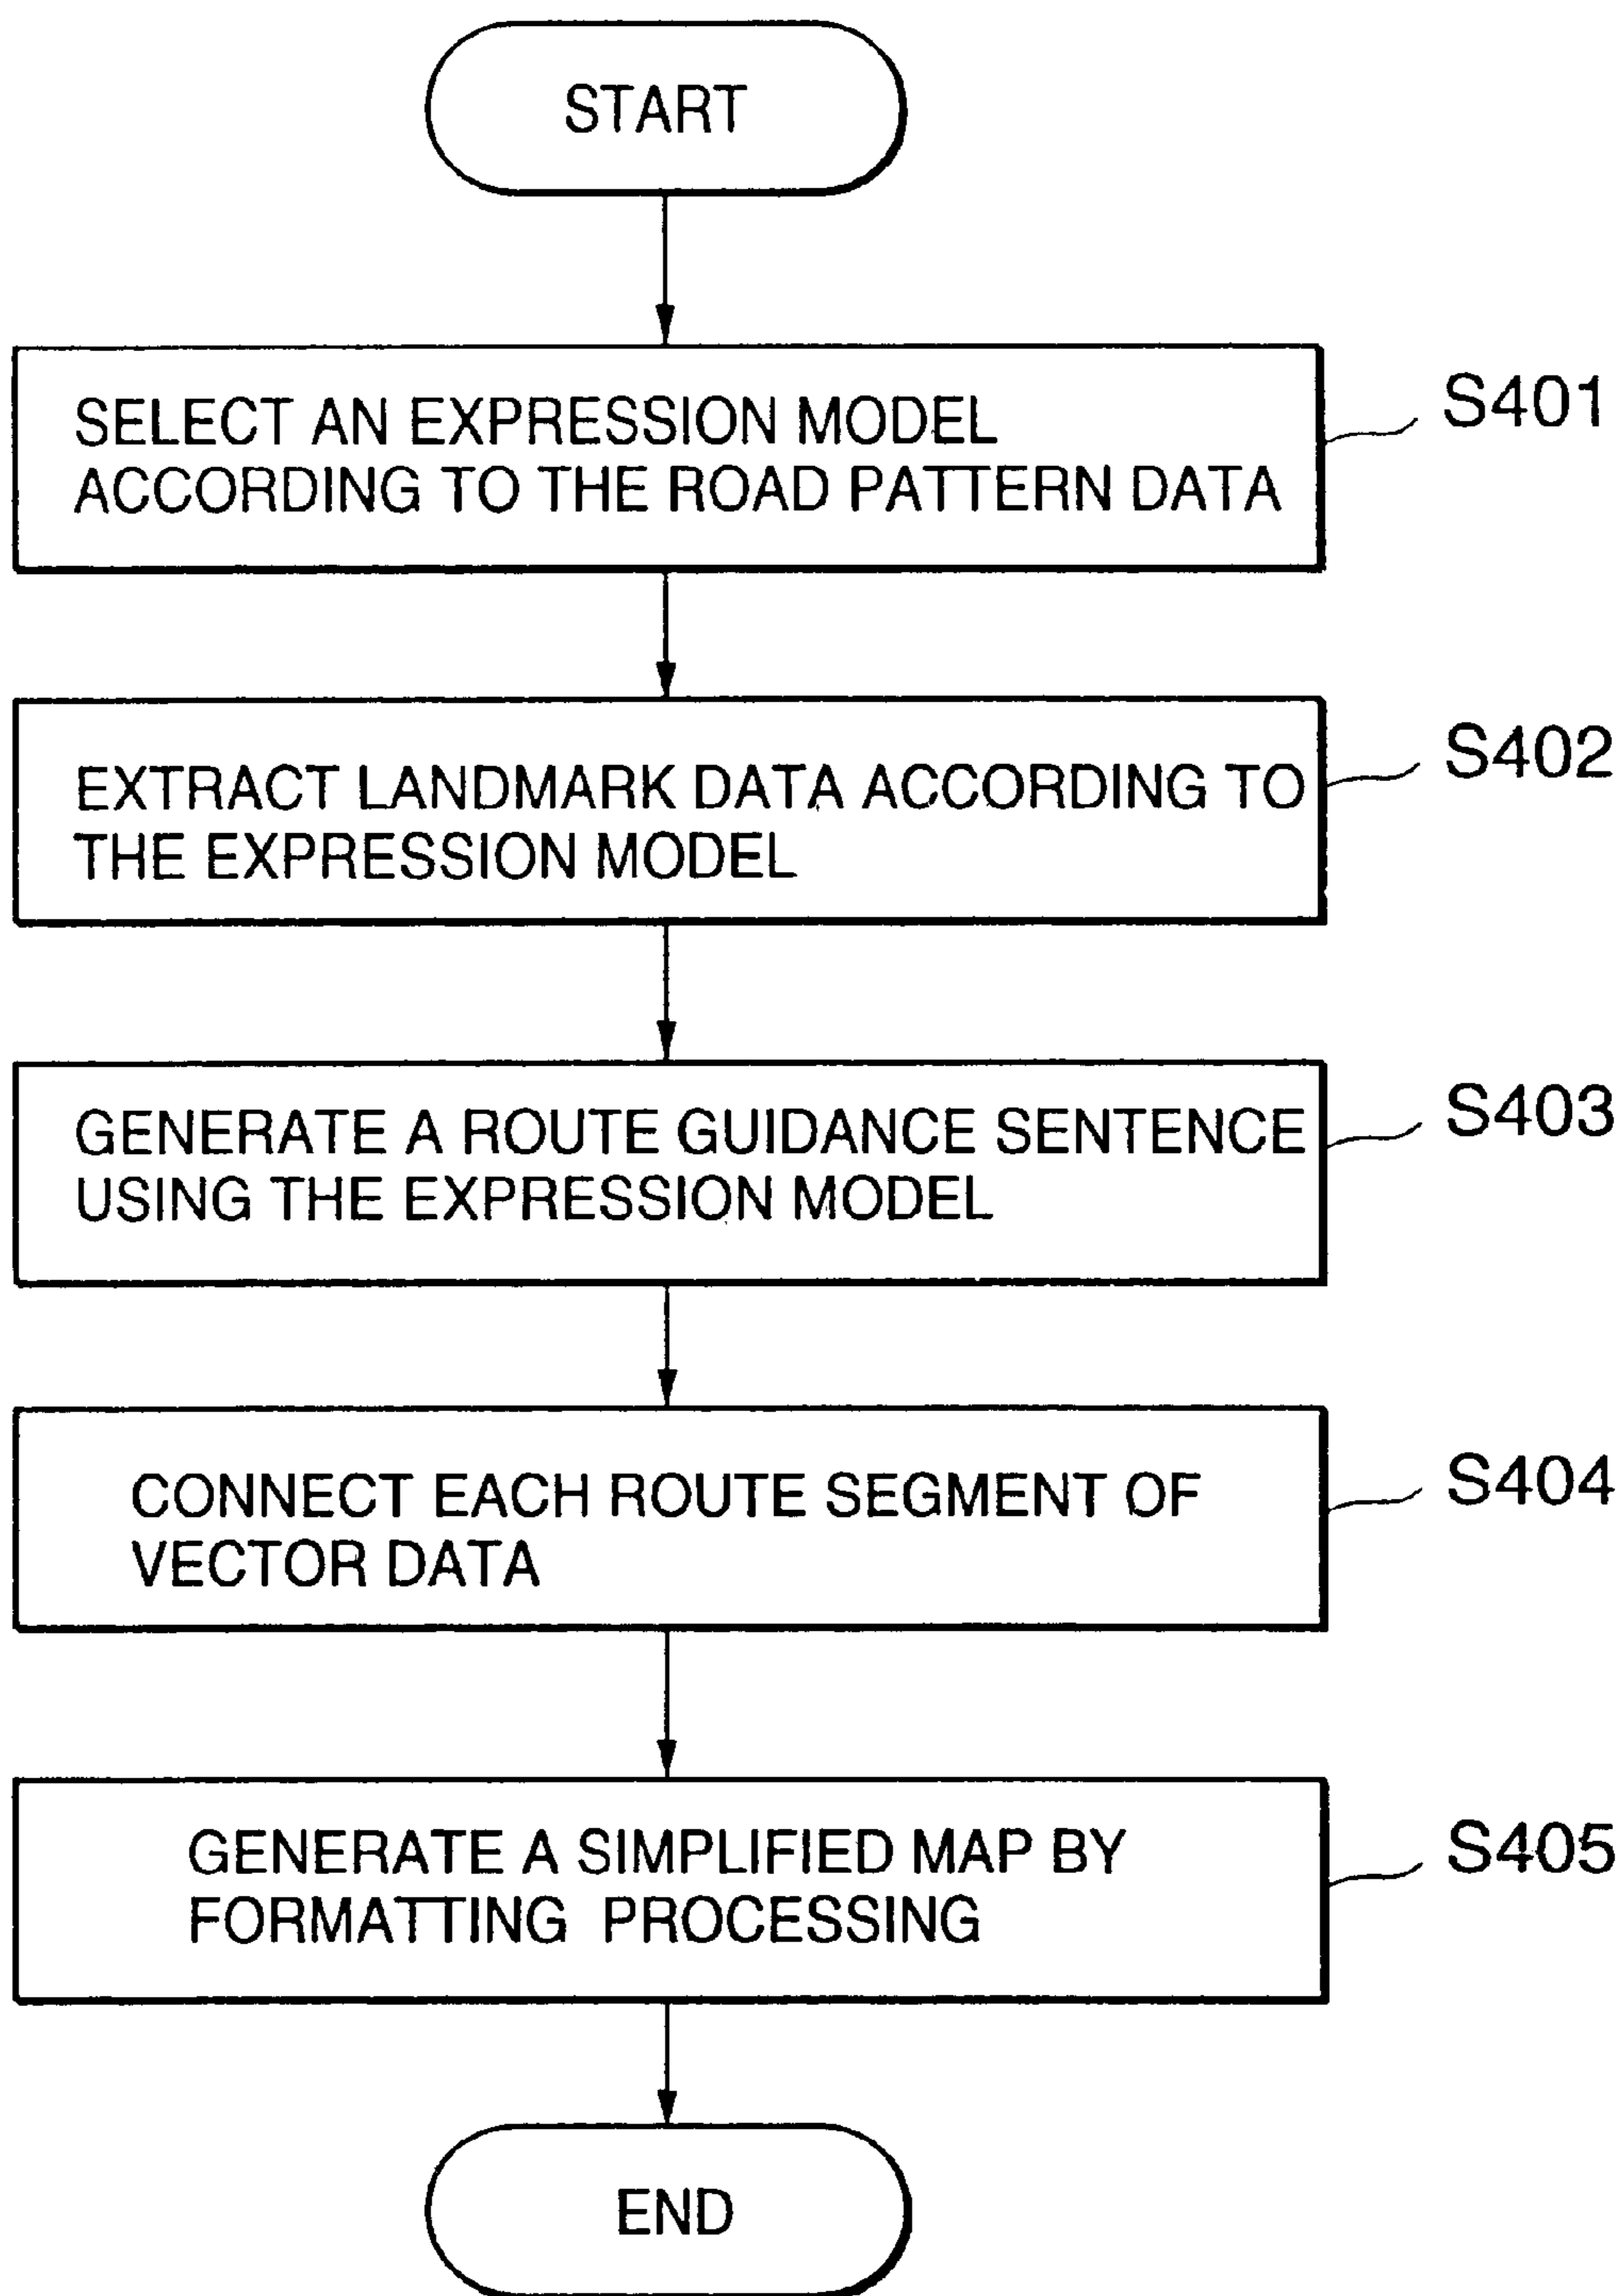 START
SELECT AN EXPRESSION MODEL
ACCORDING TO THE ROAD PATTERN DATA
S401
EXTRACT LANDMARK DATA ACCORDING TO
THE EXPRESSION MODEL
S402
GENERATE A ROUTE GUIDANCE SENTENCE
USING THE EXPRESSION MODEL
S403
CONNECT EACH ROUTE SEGMENT OF
VECTOR DATA
S404
GENERATE A SIMPLIFIED MAP BY
FORMATTING PROCESSING
S405
END